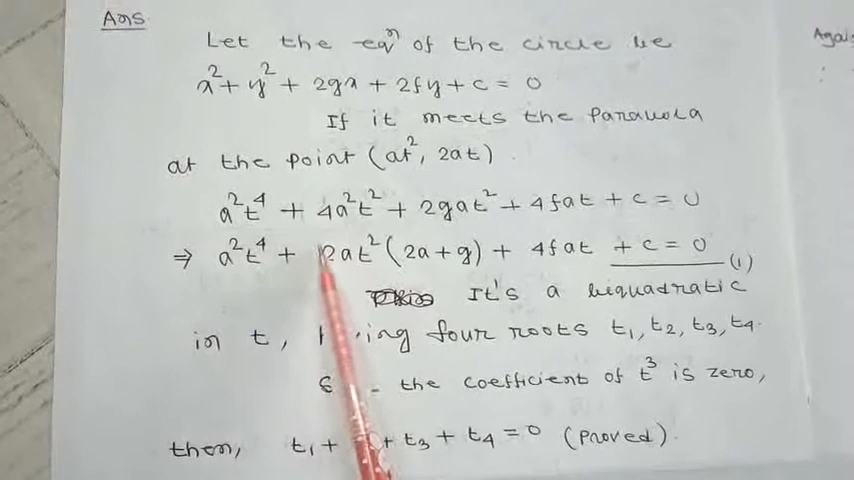 Ans
Let the eqn of the circle be
x² + y² + 2gx + 2fy + c = 0
If it meets the Parabola
at the point (at², 2at)
a²t⁴ + 4a²t² + 2gat² + 4fat + c = 0
⇒ a²t⁴ + 2at² (2a + g) + 4fat + c = 0 (1)
It's a biquadratic
in t, four roots t₁, t₂, t₃, t₄.
the coefficient of t³ is zero,
then, t₁ + + t₃ + t₄ = 0 (Proved).
Again